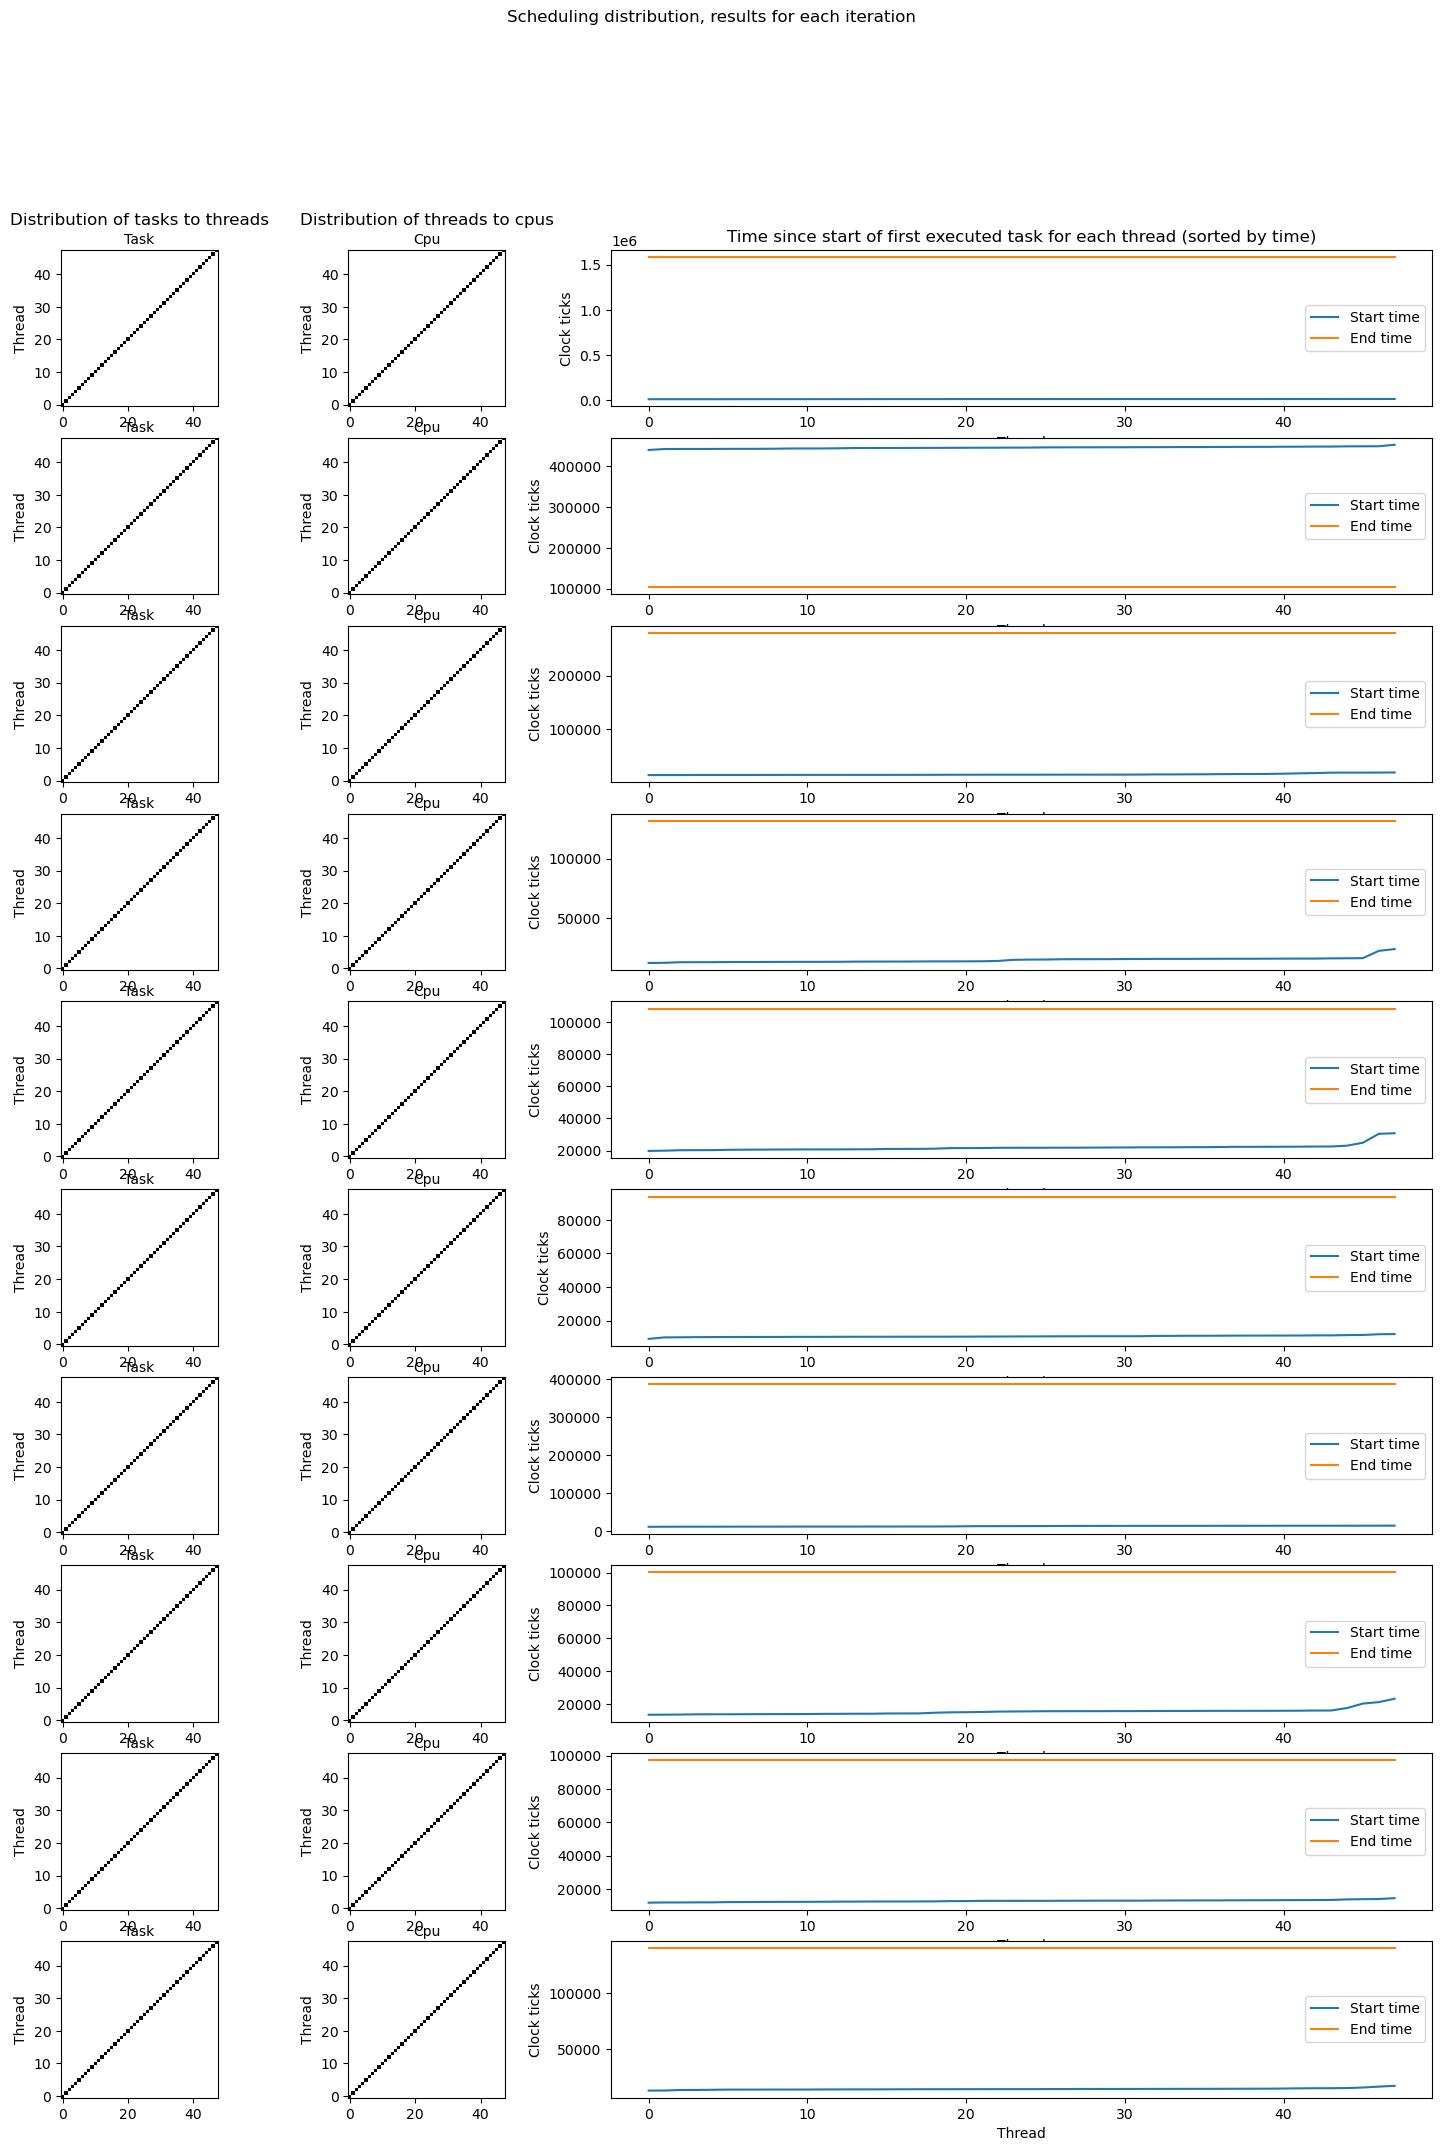 Scheduling distribution, results for each iteration
Distribution of tasks to threads
Distribution of threads to cpus
Time since start of first executed task for each thread (sorted by time)
Task
Thread
40
30
20
10
0
0 20 40
Cpu
Thread
40
30
20
10
0
0 20 40
1e6
Clock ticks
1.5
1.0
0.5
0.0
0 10 20 30 40
Start time
End time
Task
Thread
40
30
20
10
0
0 20 40
Cpu
Thread
40
30
20
10
0
0 20 40
Clock ticks
400000
300000
200000
100000
0 10 20 30 40
Start time
End time
Task
Thread
40
30
20
10
0
0 20 40
Cpu
Thread
40
30
20
10
0
0 20 40
Clock ticks
200000
100000
0 10 20 30 40
Start time
End time
Task
Thread
40
30
20
10
0
0 20 40
Cpu
Thread
40
30
20
10
0
0 20 40
Clock ticks
100000
50000
0 10 20 30 40
Start time
End time
Task
Thread
40
30
20
10
0
0 20 40
Cpu
Thread
40
30
20
10
0
0 20 40
Clock ticks
100000
80000
60000
40000
20000
0 10 20 30 40
Start time
End time
Task
Thread
40
30
20
10
0
0 20 40
Cpu
Thread
40
30
20
10
0
0 20 40
Clock ticks
80000
60000
40000
20000
0 10 20 30 40
Start time
End time
Task
Thread
40
30
20
10
0
0 20 40
Cpu
Thread
40
30
20
10
0
0 20 40
Clock ticks
400000
300000
200000
100000
0
0 10 20 30 40
Start time
End time
Task
Thread
40
30
20
10
0
0 20 40
Cpu
Thread
40
30
20
10
0
0 20 40
Clock ticks
100000
80000
60000
40000
20000
0 10 20 30 40
Start time
End time
Task
Thread
40
30
20
10
0
0 20 40
Cpu
Thread
40
30
20
10
0
0 20 40
Clock ticks
100000
80000
60000
40000
20000
0 10 20 30 40
Start time
End time
Task
Thread
40
30
20
10
0
0 20 40
Cpu
Thread
40
30
20
10
0
0 20 40
Clock ticks
100000
50000
0 10 20 30 40
Start time
End time
Thread